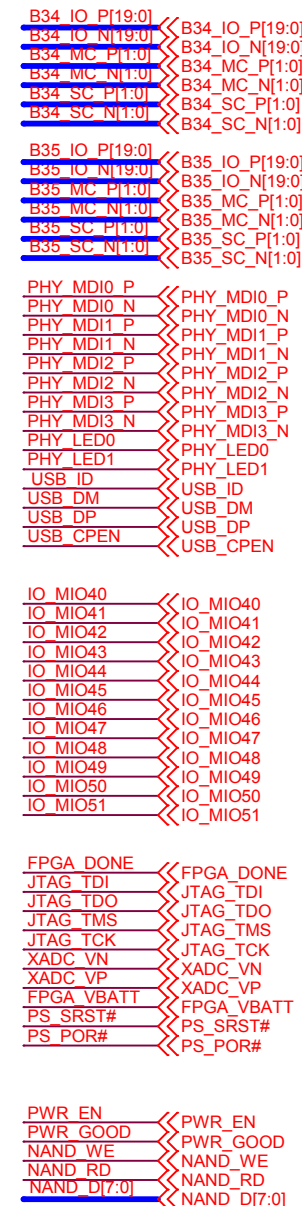 B34_IO_P[19:0] B34_IO_P[19:0]
B34_IO_N[19:0] B34_IO_N[19:0]
B34_MC_P[1:0] B34_MC_P[1:0]
B34_MC_N[1:0] B34_MC_N[1:0]
B34_SC_P[1:0] B34_SC_P[1:0]
B34_SC_N[1:0] B34_SC_N[1:0]
B35_IO_P[19:0] B35_IO_P[19:0]
B35_IO_N[19:0] B35_IO_N[19:0]
B35_MC_P[1:0] B35_MC_P[1:0]
B35_MC_N[1:0] B35_MC_N[1:0]
B35_SC_P[1:0] B35_SC_P[1:0]
B35_SC_N[1:0] B35_SC_N[1:0]
PHY_MDI0_P PHY_MDI0_P
PHY_MDI0_N PHY_MDI0_N
PHY_MDI1_P PHY_MDI1_P
PHY_MDI1_N PHY_MDI1_N
PHY_MDI2_P PHY_MDI2_P
PHY_MDI2_N PHY_MDI2_N
PHY_MDI3_P PHY_MDI3_P
PHY_MDI3_N PHY_MDI3_N
PHY_LED0 PHY_LED0
PHY_LED1 PHY_LED1
USB_ID USB_ID
USB_DM USB_DM
USB_DP USB_DP
USB_CPEN USB_CPEN
IO_MIO40 IO_MIO40
IO_MIO41 IO_MIO41
IO_MIO42 IO_MIO42
IO_MIO43 IO_MIO43
IO_MIO44 IO_MIO44
IO_MIO45 IO_MIO45
IO_MIO46 IO_MIO46
IO_MIO47 IO_MIO47
IO_MIO48 IO_MIO48
IO_MIO49 IO_MIO49
IO_MIO50 IO_MIO50
IO_MIO51 IO_MIO51
FPGA_DONE FPGA_DONE
JTAG_TDI JTAG_TDI
JTAG_TDO JTAG_TDO
JTAG_TMS JTAG_TMS
JTAG_TCK JTAG_TCK
XADC_VN XADC_VN
XADC_VP XADC_VP
FPGA_VBATT FPGA_VBATT
PS_SRST# PS_SRST#
PS_POR# PS_POR#
PWR_EN PWR_EN
PWR_GOOD PWR_GOOD
NAND_WE NAND_WE
NAND_RD NAND_RD
NAND_D[7:0] NAND_D[7:0]